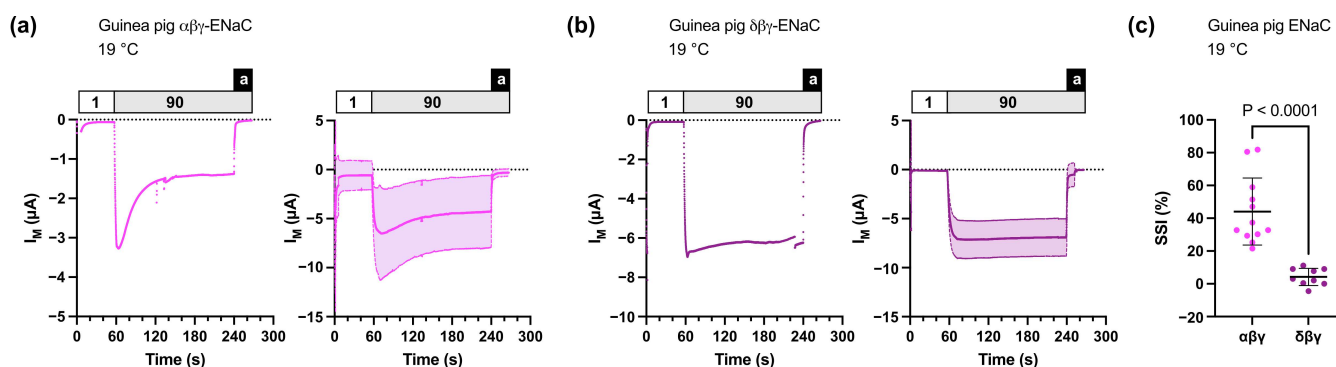 (a)
Guinea pig αβγ-ENaC
19 °C
a
1
90
0
−1
−2
−3
−4
−5
I_M (µA)
0
60
120
180
240
300
Time (s)
a
1
90
5
0
−5
−10
−15
I_M (µA)
0
60
120
180
240
300
Time (s)
(b)
Guinea pig δβγ-ENaC
19 °C
a
1
90
0
−2
−4
−6
−8
−10
I_M (µA)
0
60
120
180
240
300
Time (s)
a
1
90
5
0
−5
−10
−15
I_M (µA)
0
60
120
180
240
300
Time (s)
(c)
Guinea pig ENaC
19 °C
P < 0.0001
100
80
60
40
20
0
−20
SSI (%)
αβγ
δβγ